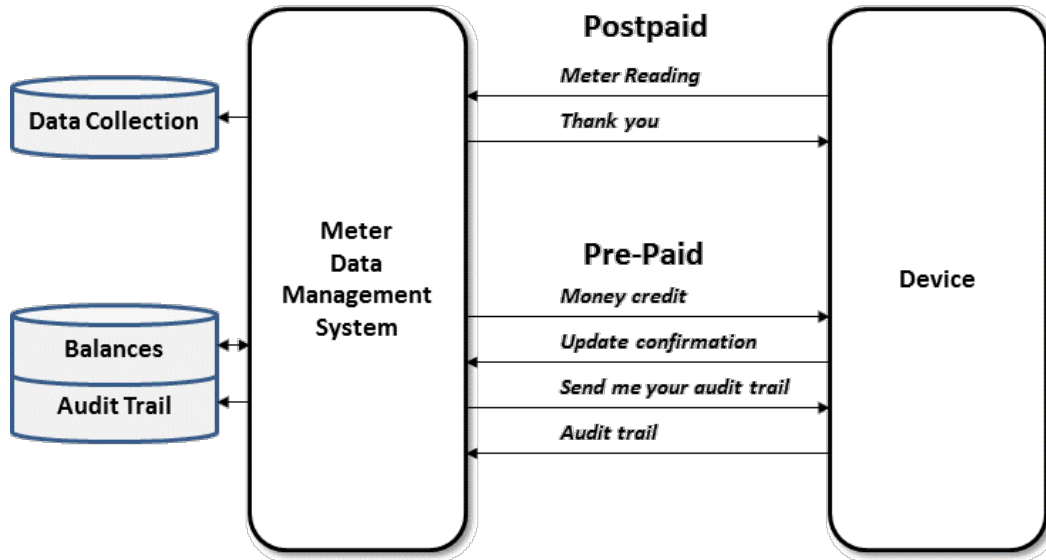 Postpaid
Meter Reading
Thank you
Data Collection
Meter
Data
Management
System
Pre-Paid
Money credit
Update confirmation
Send me your audit trail
Audit trail
Balances
Audit Trail
Device